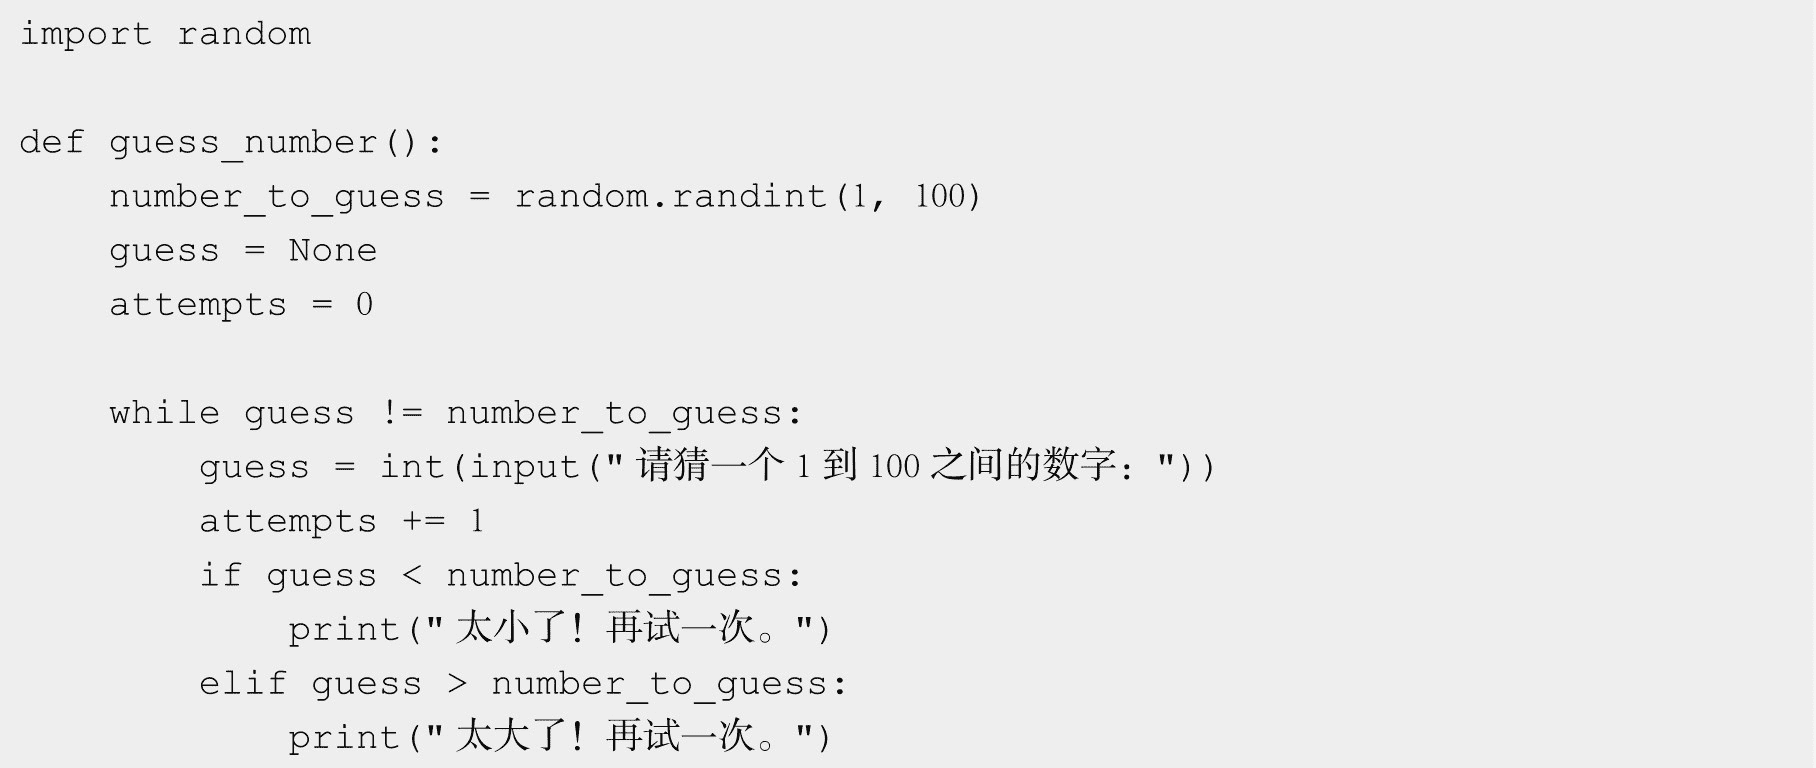 import random
def guess_number():
    number_to_guess = random.randint(1, 100)
    guess = None
    attempts = 0
    while guess != number_to_guess:
        guess = int(input("请猜一个1到100之间的数字："))
        attempts += 1
        if guess < number_to_guess:
            print("太小了！再试一次。")
        elif guess > number_to_guess:
            print("太大了！再试一次。")